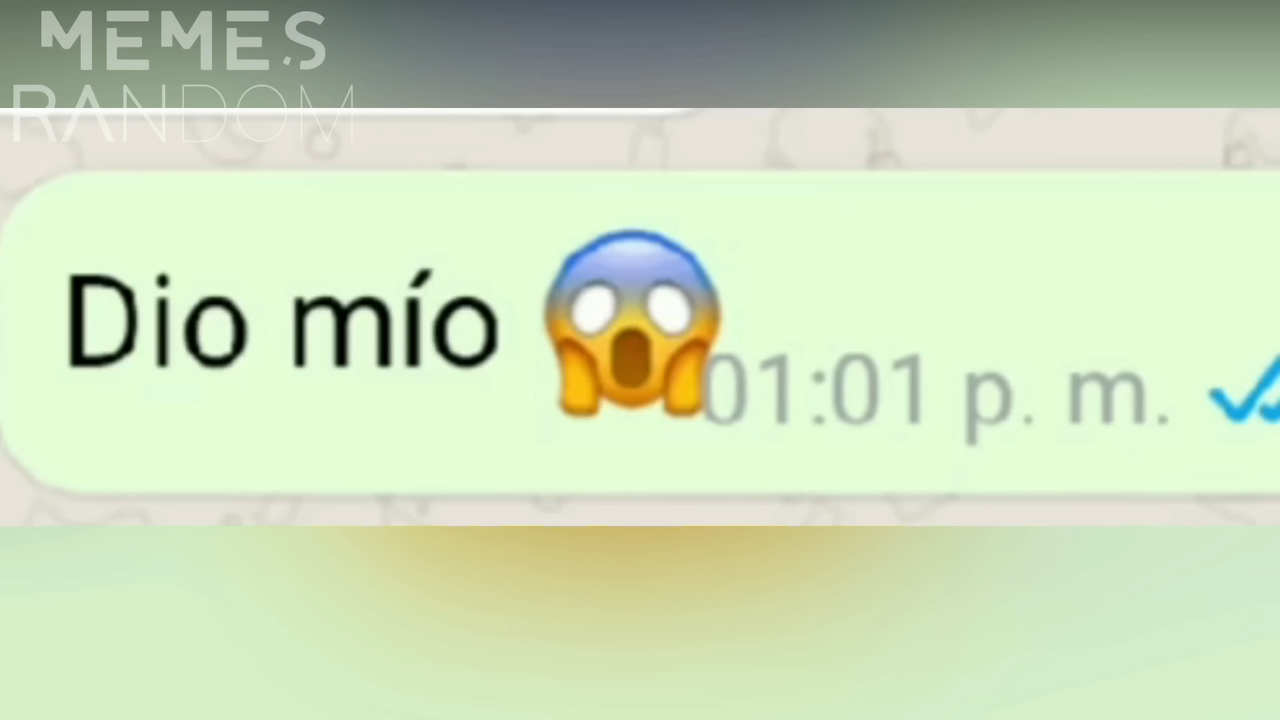 MEMES
RANDOM
Dio mío 😱
01:01 p. m.